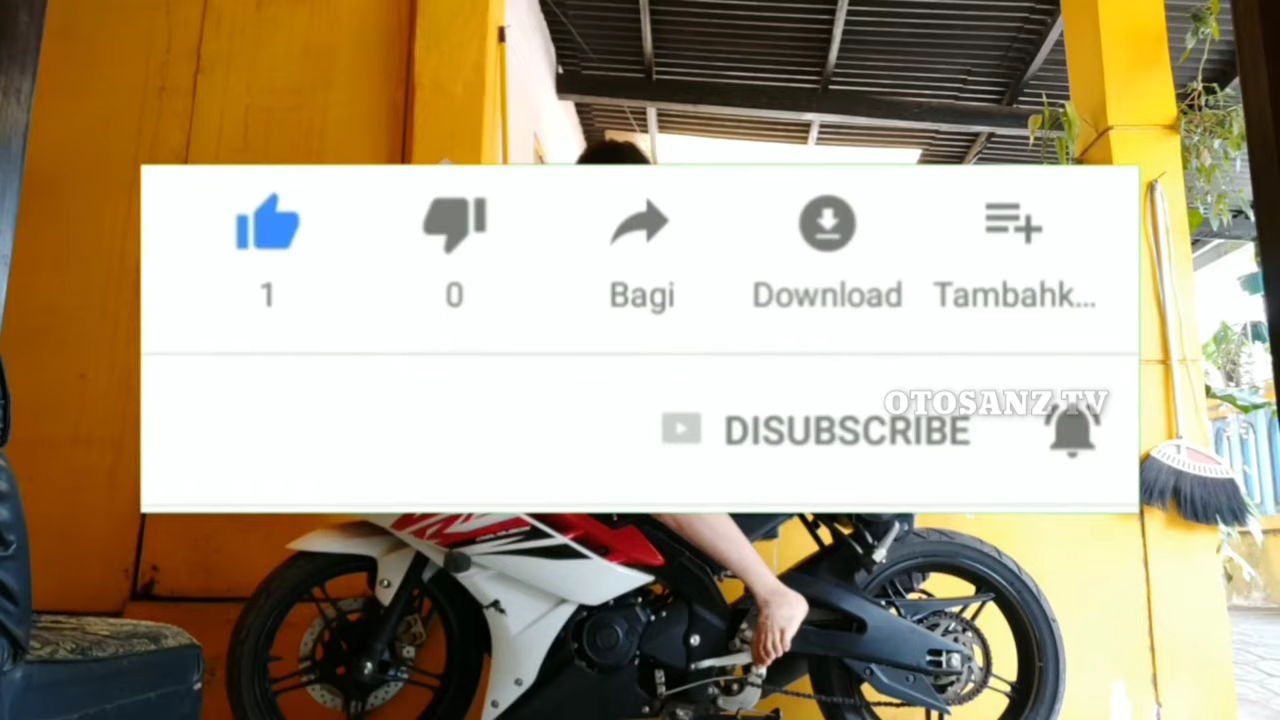 1
0
Bagi
Download
Tambahk...
OTOSANZ TV
DISUBSCRIBE